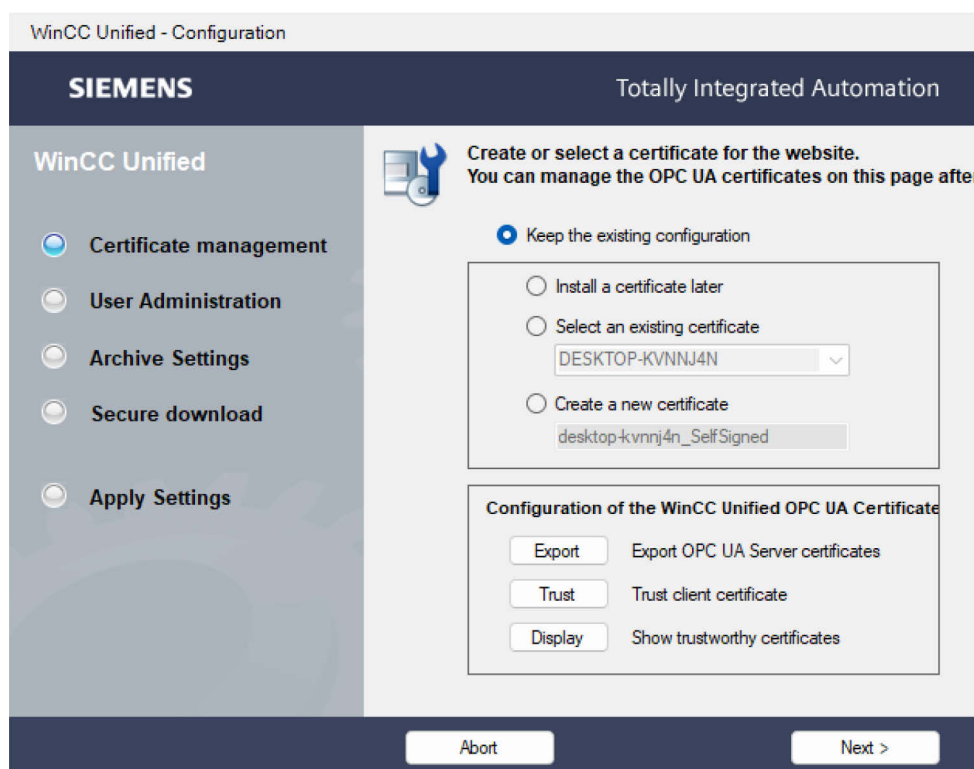 WinCC Unified - Configuration
SIEMENS
Totally Integrated Automation
WinCC Unified
Certificate management
User Administration
Archive Settings
Secure download
Apply Settings
Create or select a certificate for the website.
You can manage the OPC UA certificates on this page afte
Keep the existing configuration
Install a certificate later
Select an existing certificate
DESKTOP-KVNNJ4N
Create a new certificate
desktop-kvnnj4n_SelfSigned
Configuration of the WinCC Unified OPC UA Certificate
Export Export OPC UA Server certificates
Trust Trust client certificate
Display Show trustworthy certificates
Abort Next >